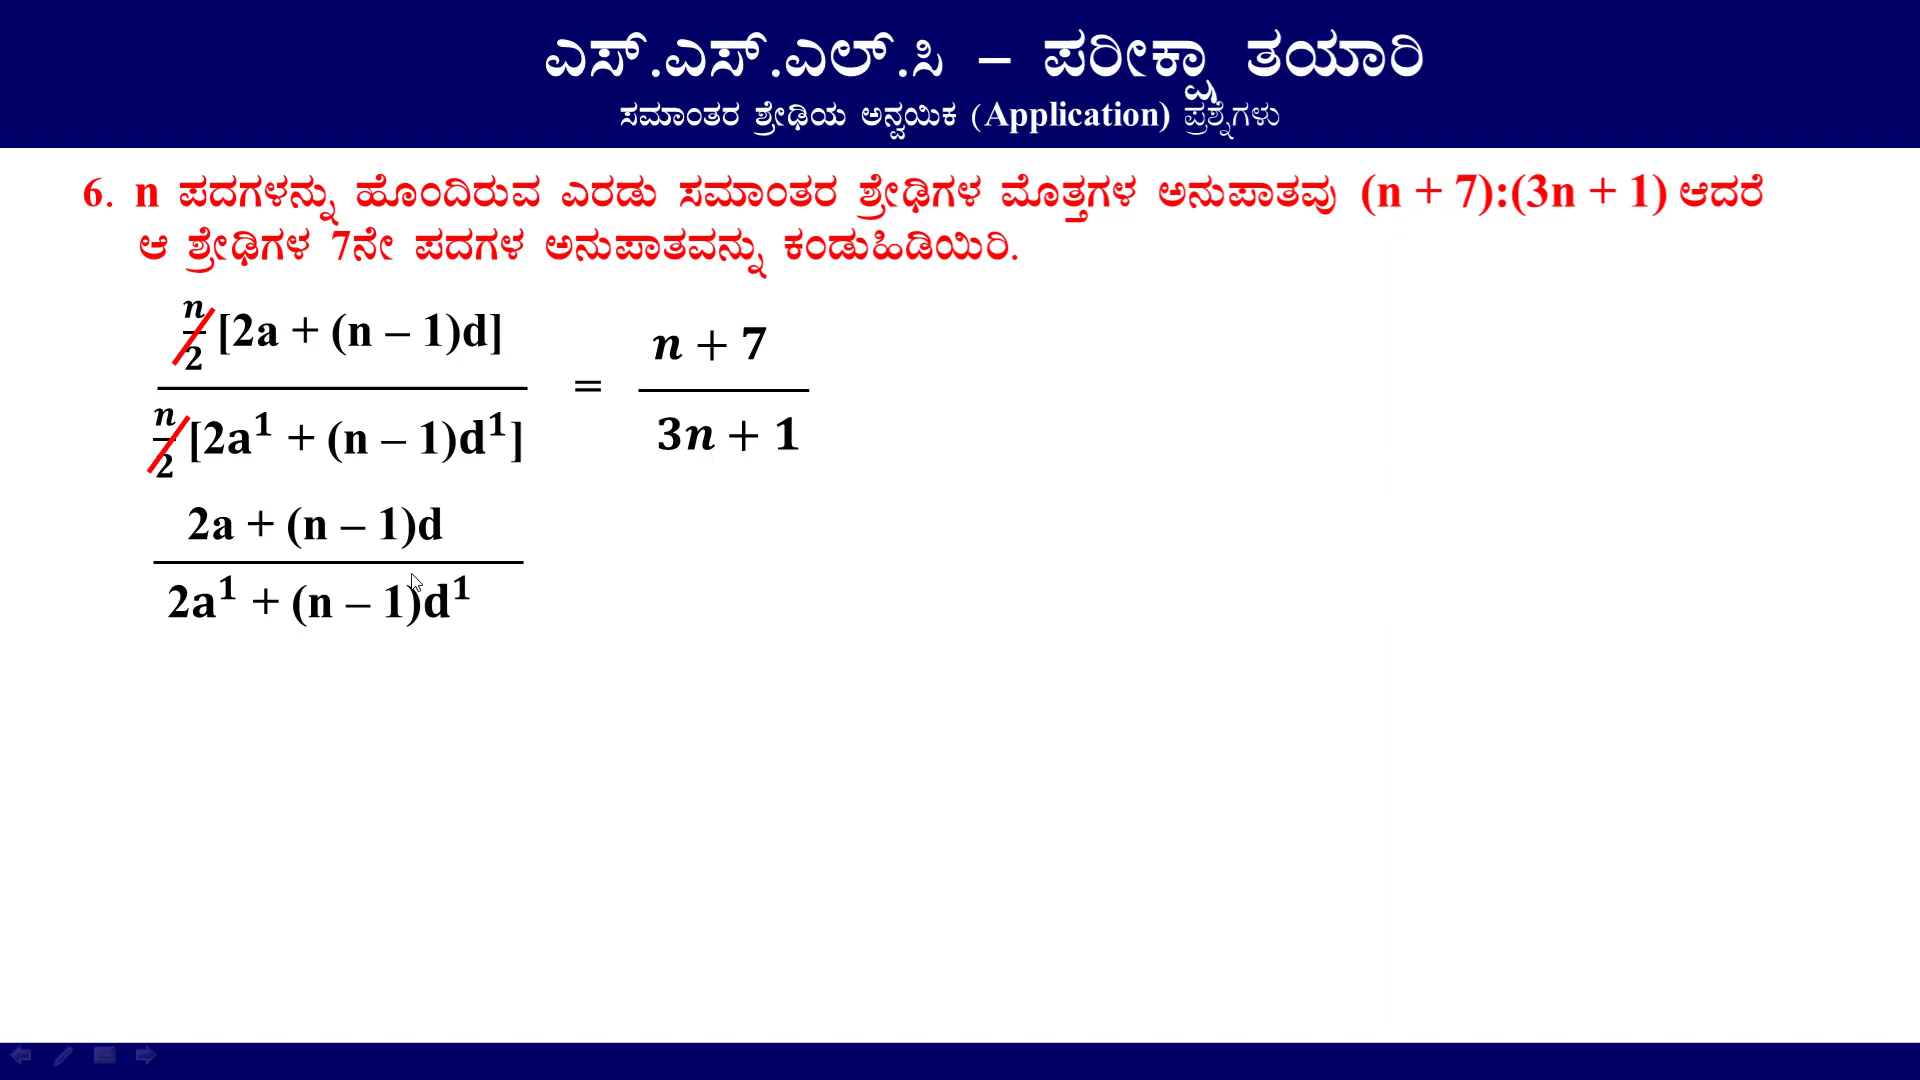 ಎಸ್.ಎಸ್.ಎಲ್.ಸಿ – ಪರೀಕ್ಷಾ ತಯಾರಿ
ಸಮಾಂತರ ಶ್ರೇಢಿಯ ಅನ್ವಯಿಕ (Application) ಪ್ರಶ್ನೆಗಳು
6. n ಪದಗಳನ್ನು ಹೊಂದಿರುವ ಎರಡು ಸಮಾಂತರ ಶ್ರೇಢಿಗಳ ಮೊತ್ತಗಳ ಅನುಪಾತವು (n + 7):(3n + 1) ಆದರೆ
ಆ ಶ್ರೇಢಿಗಳ 7ನೇ ಪದಗಳ ಅನುಪಾತವನ್ನು ಕಂಡುಹಿಡಿಯಿರಿ.
n/2 [2a + (n – 1)d]
n/2 [2a¹ + (n – 1)d¹]
=
n + 7
3n + 1
2a + (n – 1)d
2a¹ + (n – 1)d¹